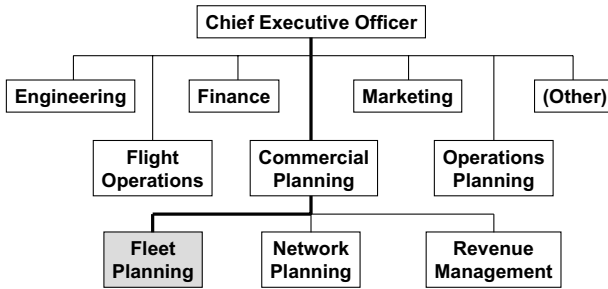 Chief Executive Officer
Engineering
Finance
Marketing
(Other)
Flight
Operations
Commercial
Planning
Operations
Planning
Fleet
Planning
Network
Planning
Revenue
Management